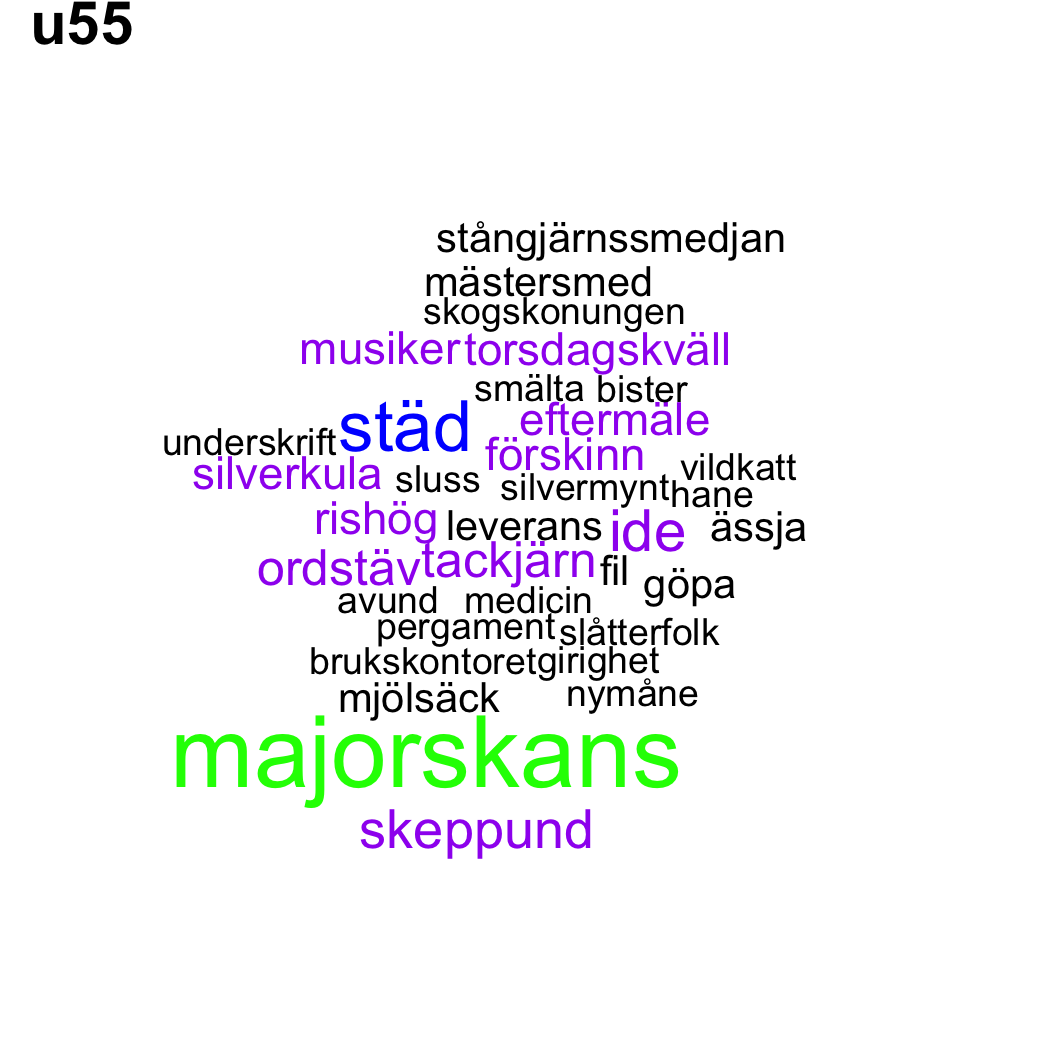 u55
stångjärnssmedjan
mästersmed
skogskonungen
musiker torsdagskväll
smälta bister
städ eftermäle
underskrift förskinn
silverkula sluss silvermynt vildkatt
hane
rishög leverans ide ässja
ordstäv tackjärn fil göpa
avund medicin
pergament slåtterfolk
brukskontoret girighet
mjölsäck nymåne
majorskans
skeppund